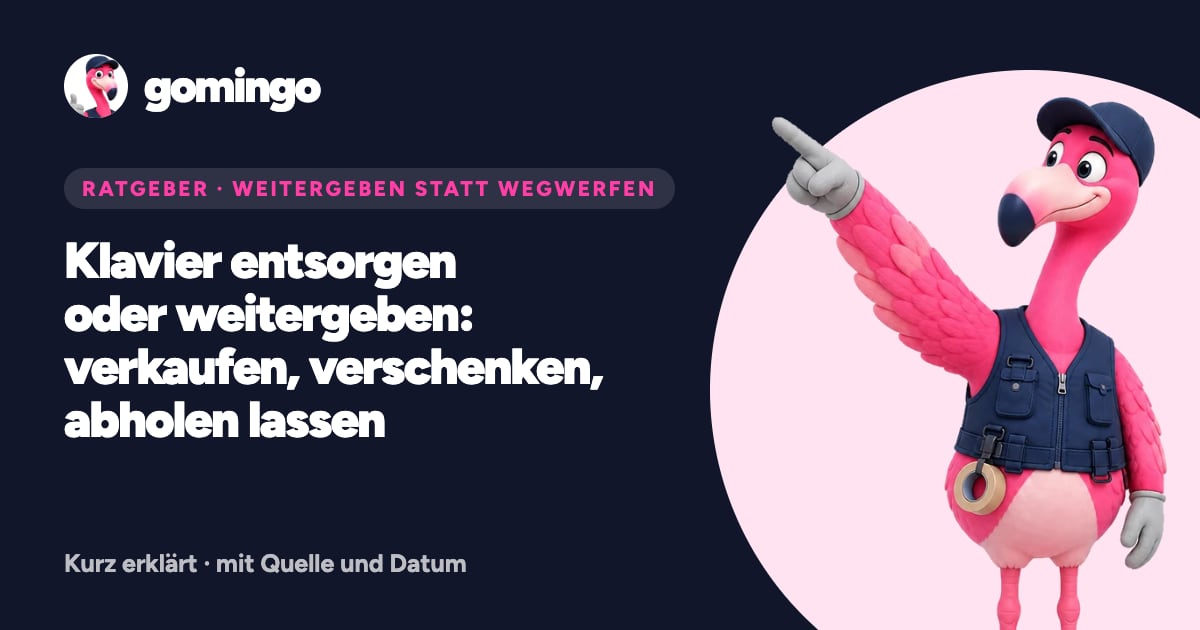 gomingo
RATGEBER · WEITERGEBEN STATT WEGWERFEN
Klavier entsorgen
oder weitergeben:
verkaufen, verschenken,
abholen lassen
Kurz erklärt · mit Quelle und Datum